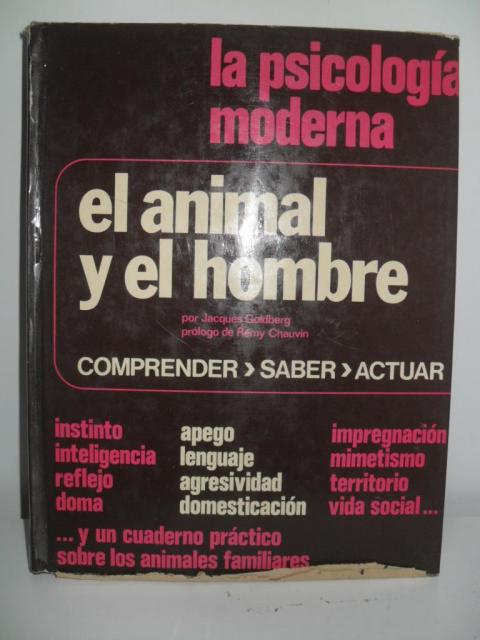 la psicología
moderna
el animal
y el hombre
por Jacques Goldberg
prólogo de Rémy Chauvin
COMPRENDER › SABER › ACTUAR
instinto apego impregnación
inteligencia lenguaje mimetismo
reflejo agresividad territorio
doma domesticación vida social...
...y un cuaderno práctico
sobre los animales familiares